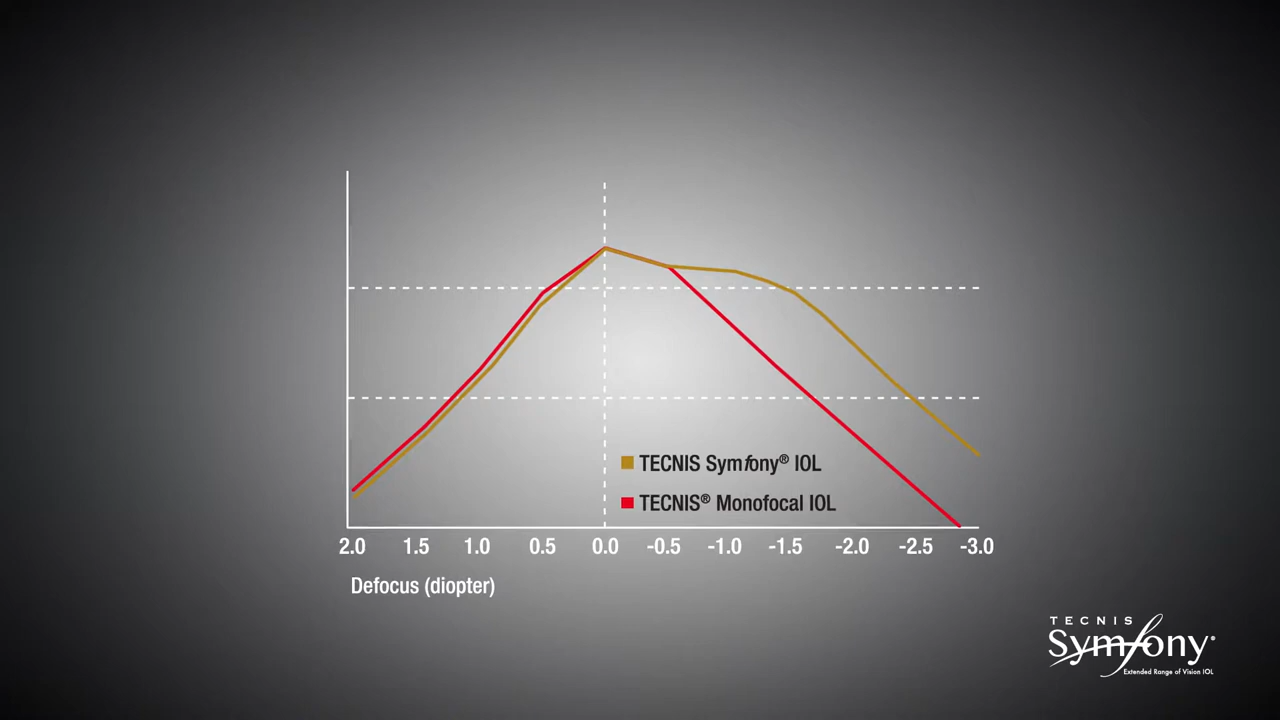 TECNIS Symfony® IOL
TECNIS® Monofocal IOL
2.0 1.5 1.0 0.5 0.0 -0.5 -1.0 -1.5 -2.0 -2.5 -3.0
Defocus (diopter)
TECNIS
Symfony®
Extended Range of Vision IOL